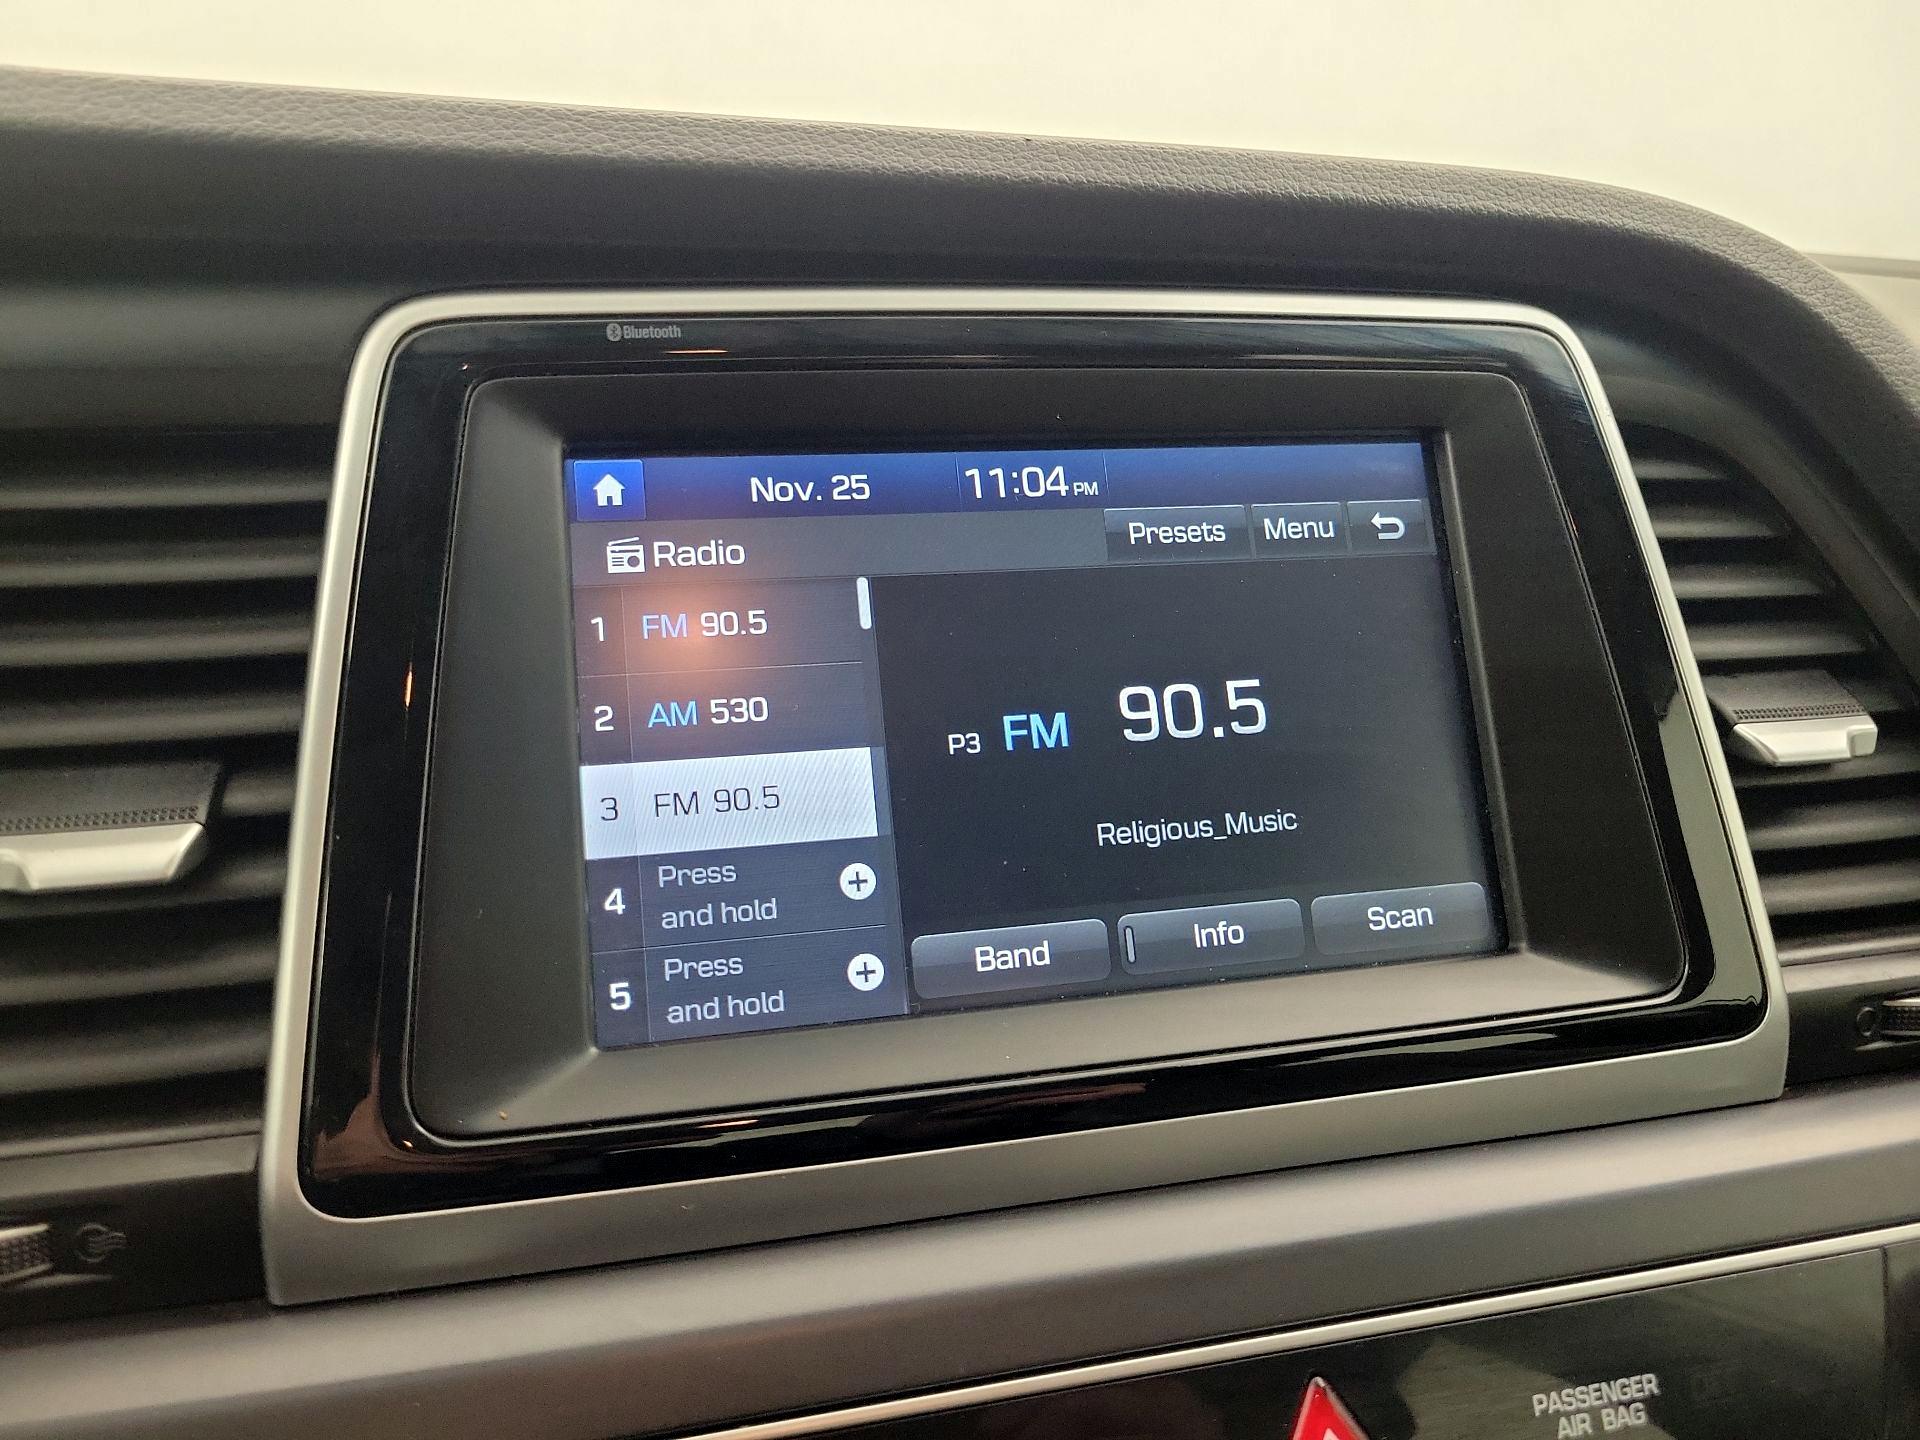 Bluetooth
Nov. 25
11:04 PM
Presets
Menu
Radio
1 FM 90.5
2 AM 530
3 FM 90.5
4 Press
and hold
5 Press
and hold
P3 FM 90.5
Religious_Music
Band
Info
Scan
PASSENGER
AIR BAG